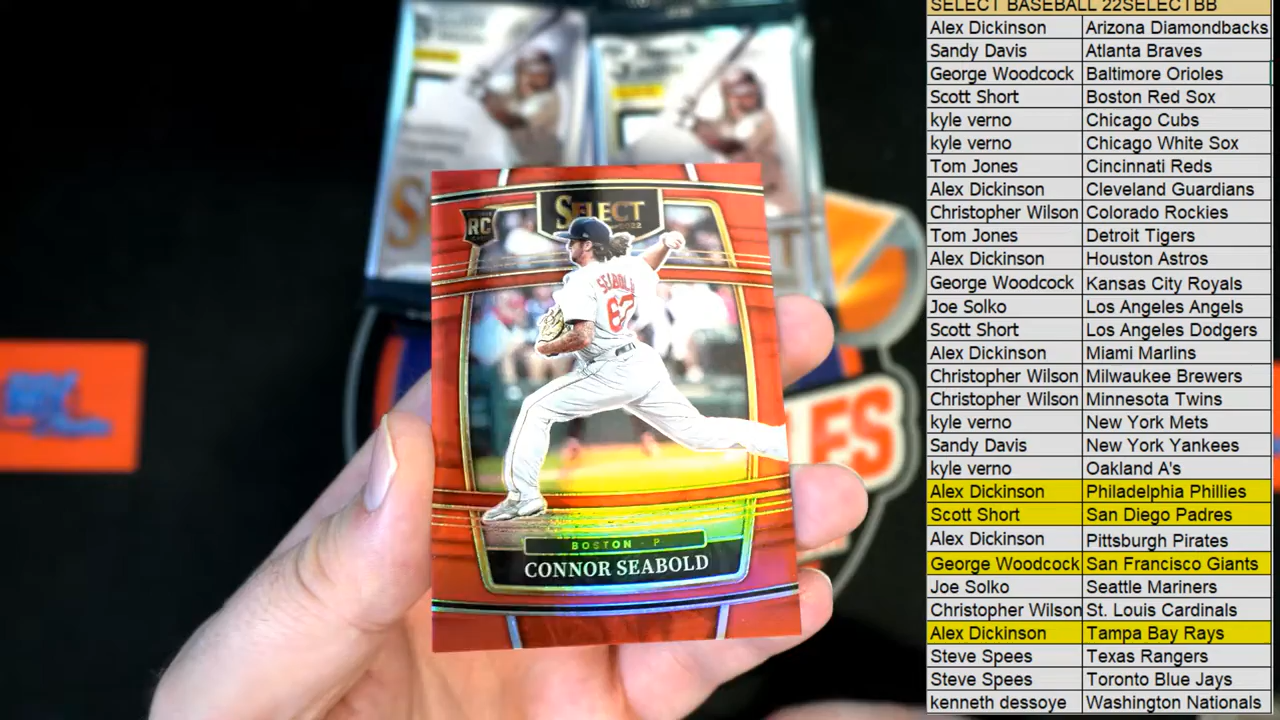 SELECT BASEBALL 22SELECTBB
Alex Dickinson Arizona Diamondbacks
Sandy Davis Atlanta Braves
George Woodcock Baltimore Orioles
Scott Short Boston Red Sox
kyle verno Chicago Cubs
kyle verno Chicago White Sox
Tom Jones Cincinnati Reds
Alex Dickinson Cleveland Guardians
Christopher Wilson Colorado Rockies
Tom Jones Detroit Tigers
Alex Dickinson Houston Astros
George Woodcock Kansas City Royals
Joe Solko Los Angeles Angels
Scott Short Los Angeles Dodgers
Alex Dickinson Miami Marlins
Christopher Wilson Milwaukee Brewers
Christopher Wilson Minnesota Twins
kyle verno New York Mets
Sandy Davis New York Yankees
kyle verno Oakland A's
Alex Dickinson Philadelphia Phillies
Scott Short San Diego Padres
Alex Dickinson Pittsburgh Pirates
George Woodcock San Francisco Giants
Joe Solko Seattle Mariners
Christopher Wilson St. Louis Cardinals
Alex Dickinson Tampa Bay Rays
Steve Spees Texas Rangers
Steve Spees Toronto Blue Jays
kenneth dessoye Washington Nationals
SELECT
2022
RC
SEABOLD
BOSTON - P
CONNOR SEABOLD